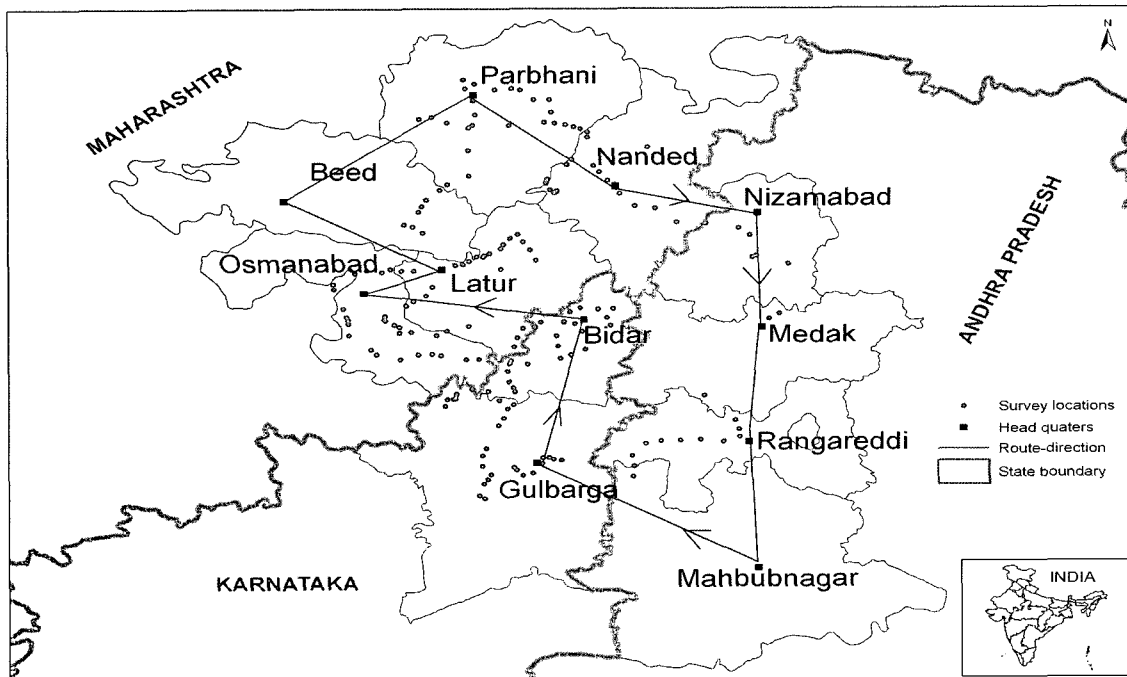 N
Parbhani
MAHARASHTRA
Nanded
Beed
Nizamabad
Osmanabad
Latur
Bidar
Medak
ANDHRA PRADESH
Survey locations
Head quaters
Rangareddi
Route-direction
State boundary
Gulbarga
KARNATAKA
Mahbubnagar
INDIA